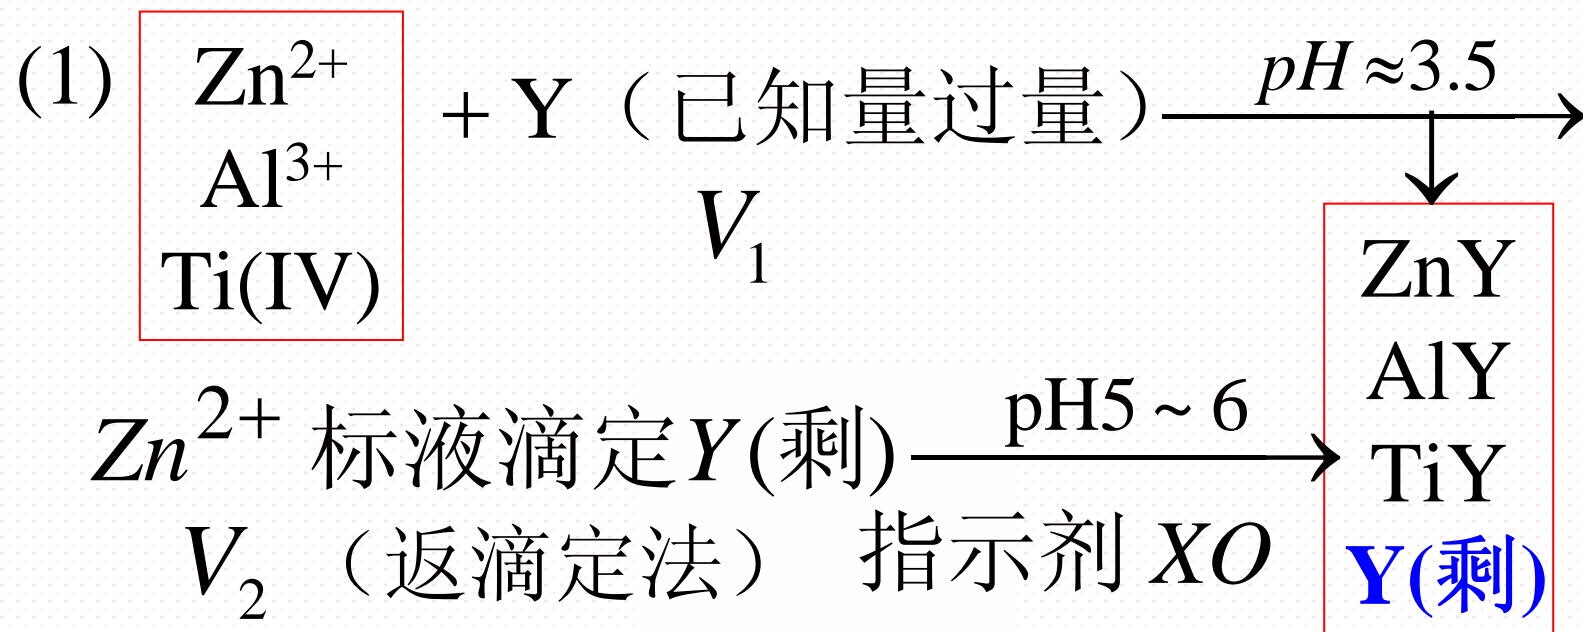 (1) Zn²⁺ + Y（已知量过量） pH≈3.5
Al³⁺
Ti(IV)
V₁
ZnY
AlY
TiY
Y(剩)
Zn²⁺ 标液滴定Y(剩) pH5 ~ 6
V₂（返滴定法） 指示剂 XO